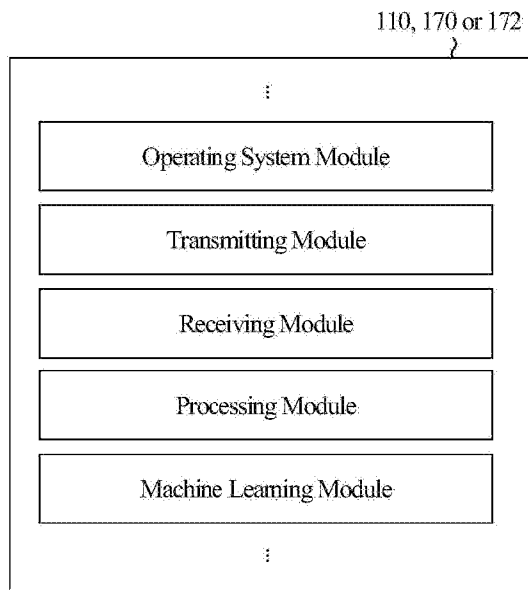 110, 170 or 172
⋮
Operating System Module
Transmitting Module
Receiving Module
Processing Module
Machine Learning Module
⋮